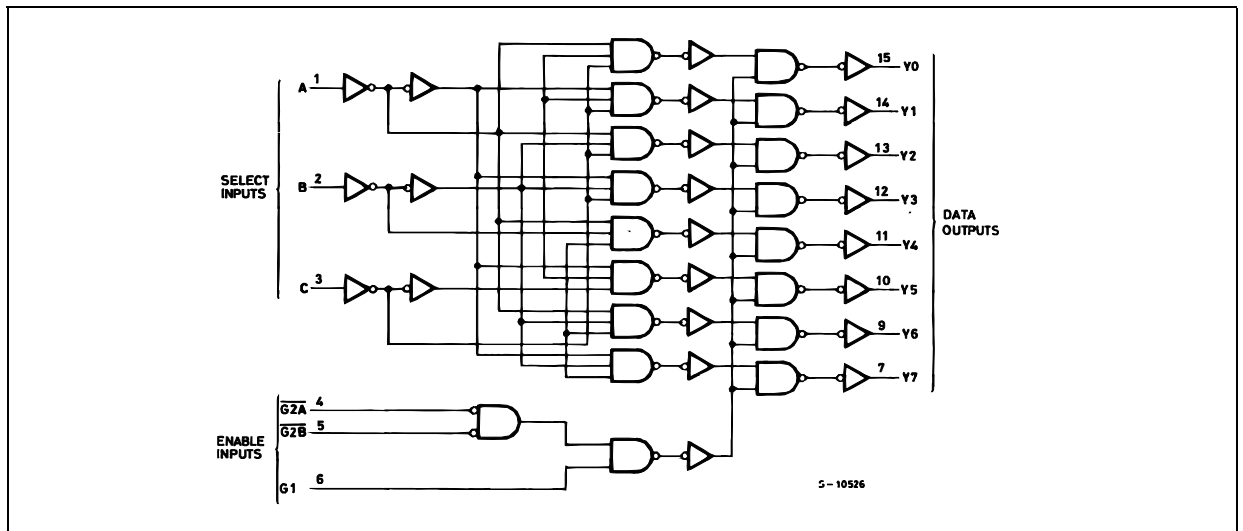 A 1
SELECT
INPUTS
B 2
C 3
15 Y0
14 Y1
13 Y2
12 Y3
11 Y4
10 Y5
9 Y6
7 Y7
DATA
OUTPUTS
G2A 4
G2B 5
ENABLE
INPUTS
G1 6
S-10526